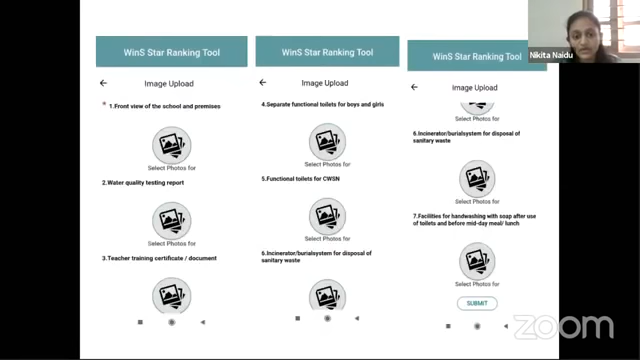 WinS Star Ranking Tool
Image Upload
* 1.Front view of the school and premises
Select Photos for
2.Water quality testing report
Select Photos for
3.Teacher training certificate / document
WinS Star Ranking Tool
Image Upload
4.Separate functional toilets for boys and girls
Select Photos for
5.Functional toilets for CWSN
Select Photos for
6.Incinerator/burialsystem for disposal of
sanitary waste
WinS Star Ranking Tool
Image Upload
Select Photos for
6.Incinerator/burialsystem for disposal of
sanitary waste
Select Photos for
7.Facilities for handwashing with soap after use
of toilets and before mid-day meal/ lunch
Select Photos for
SUBMIT
Nikita Naidu
zoom